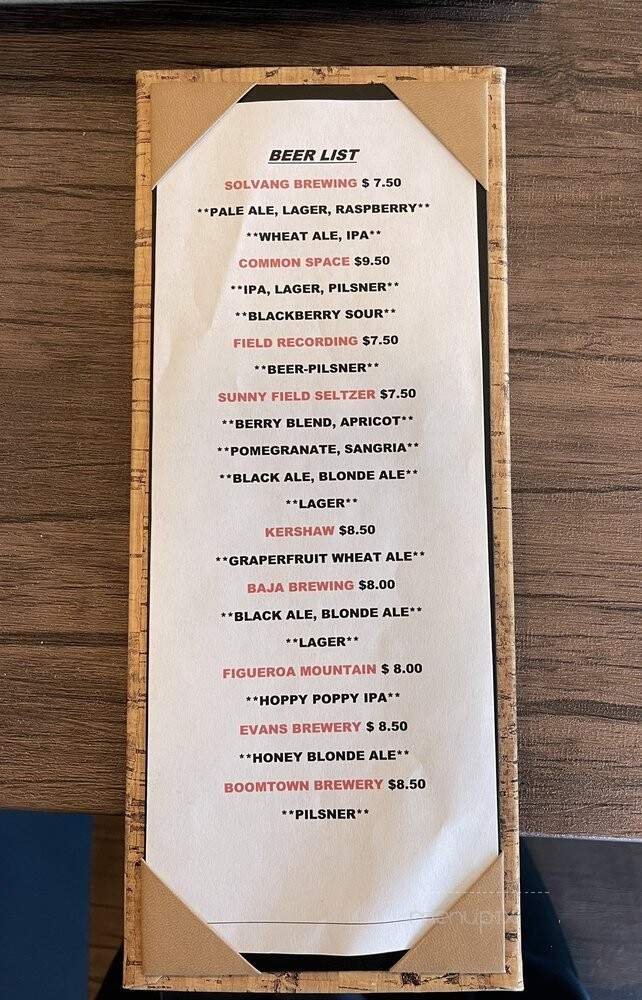 BEER LIST
SOLVANG BREWING $ 7.50
**PALE ALE, LAGER, RASPBERRY**
**WHEAT ALE, IPA**
COMMON SPACE $9.50
**IPA, LAGER, PILSNER**
**BLACKBERRY SOUR**
FIELD RECORDING $7.50
**BEER-PILSNER**
SUNNY FIELD SELTZER $7.50
**BERRY BLEND, APRICOT**
**POMEGRANATE, SANGRIA**
**BLACK ALE, BLONDE ALE**
**LAGER**
KERSHAW $8.50
**GRAPERFRUIT WHEAT ALE**
BAJA BREWING $8.00
**BLACK ALE, BLONDE ALE**
**LAGER**
FIGUEROA MOUNTAIN $ 8.00
**HOPPY POPPY IPA**
EVANS BREWERY $ 8.50
**HONEY BLONDE ALE**
BOOMTOWN BREWERY $8.50
**PILSNER**